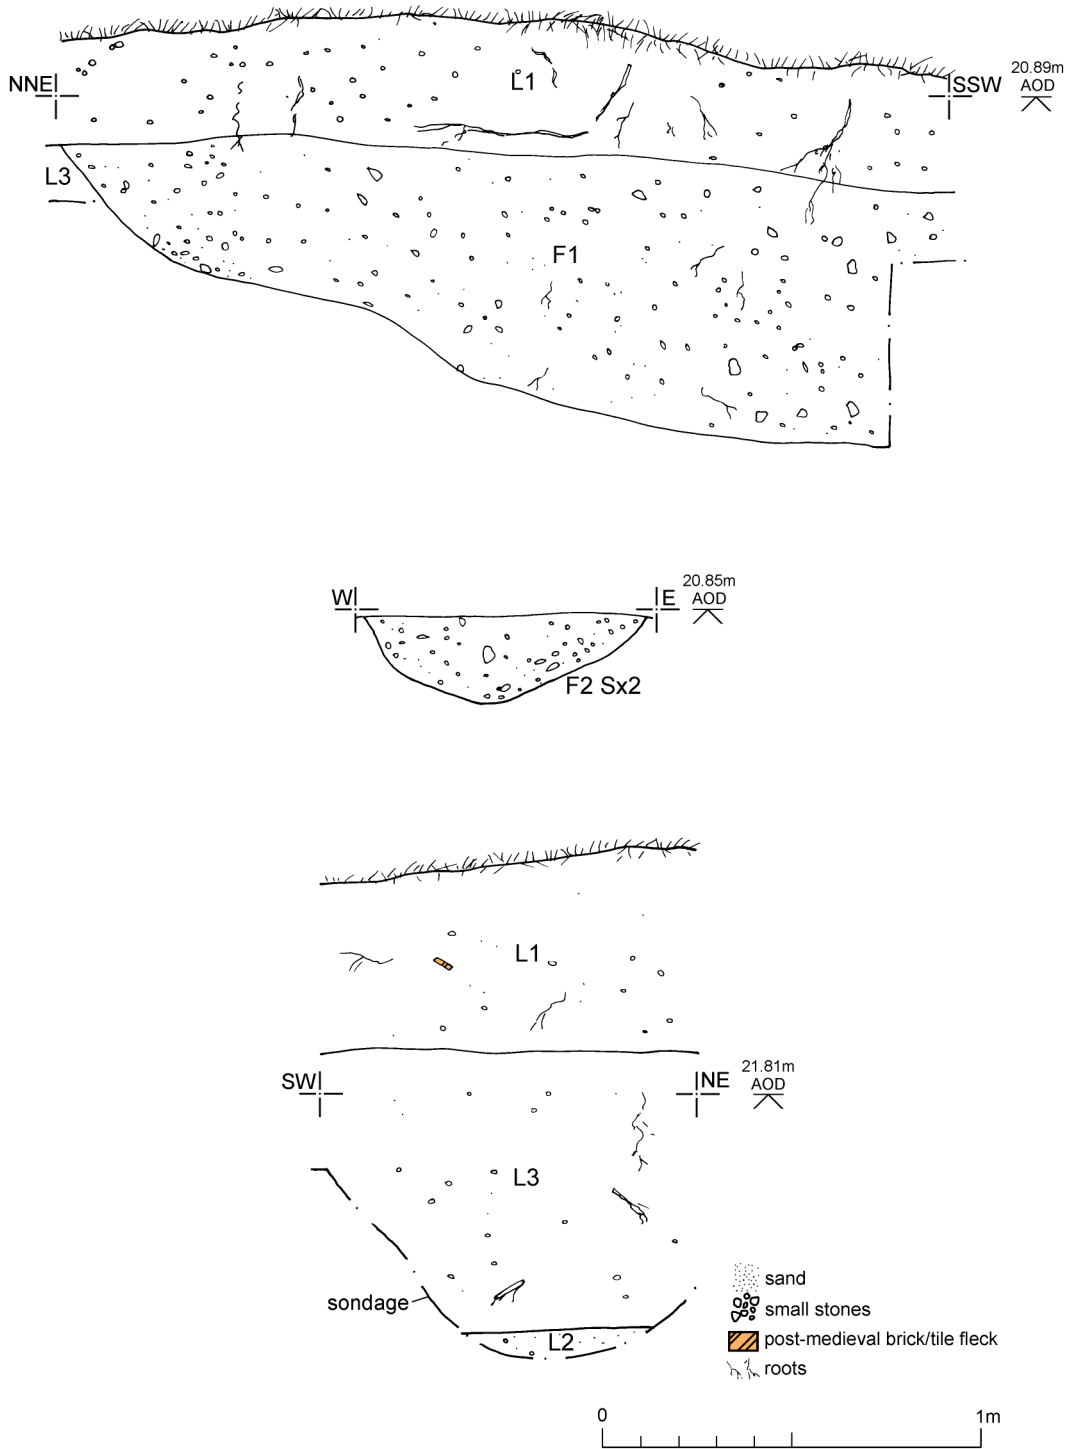 20.89m
NNE
L1
SSW
AOD
L3
F1
20.85m
W
E
AOD
F2 Sx2
L1
21.81m
SW
NE
AOD
L3
sand
sondage
small stones
L2
post-medieval brick/tile fleck
roots
0
1m